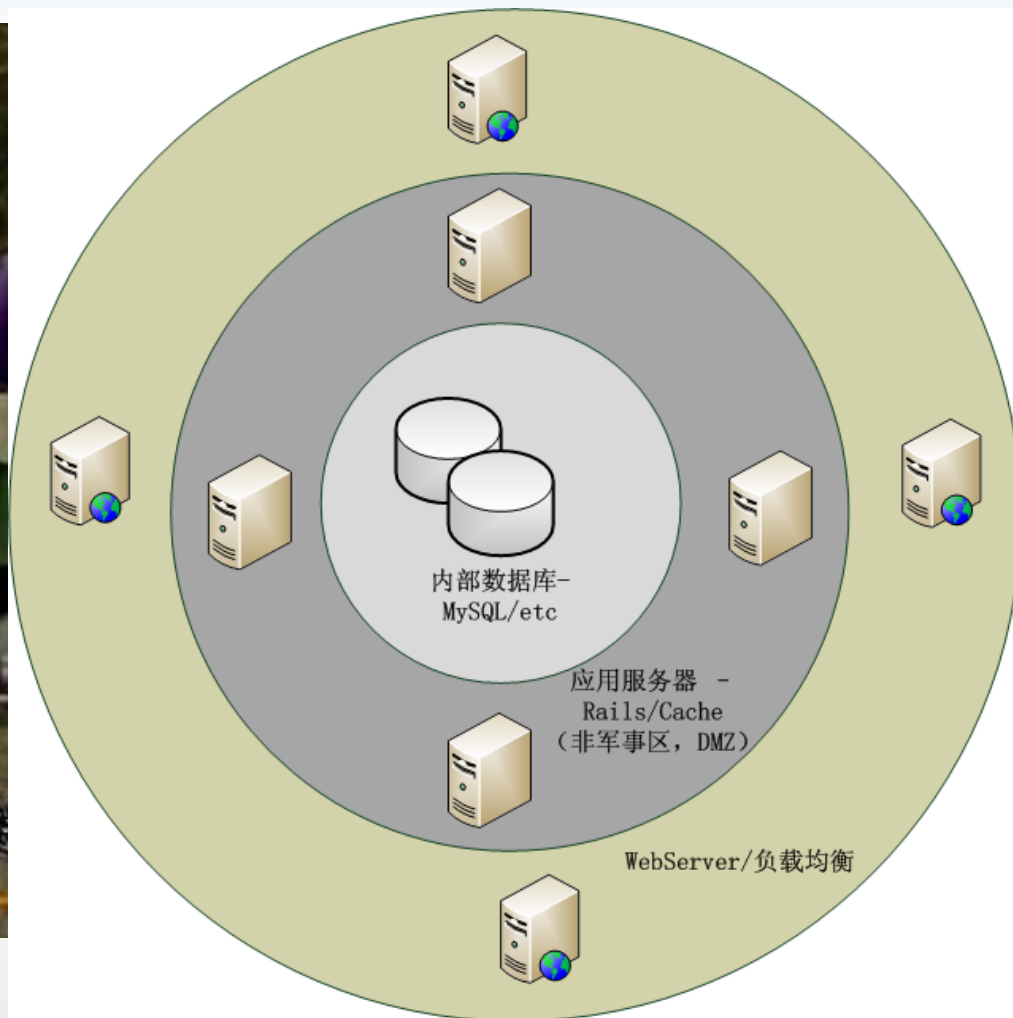 内部数据库-
MySQL/etc
应用服务器 -
Rails/Cache
（非军事区，DMZ）
WebServer/负载均衡